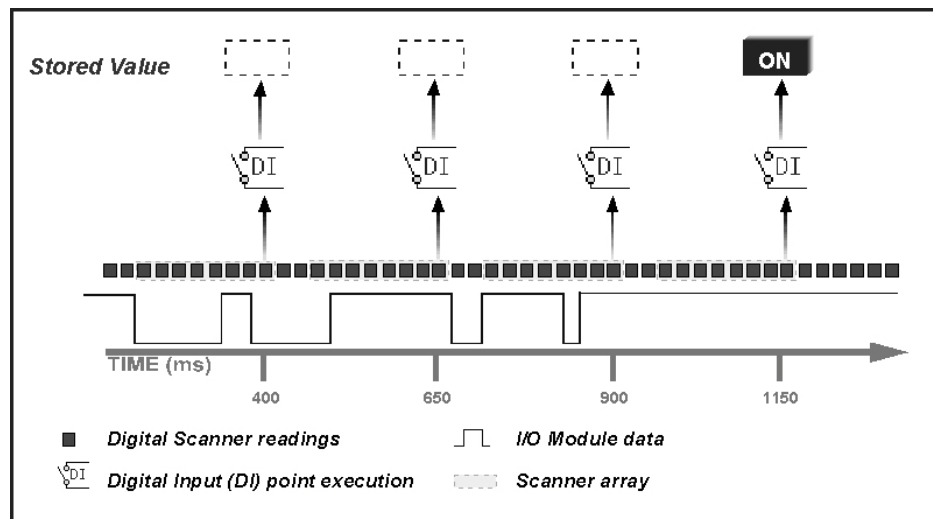 Stored Value
ON
DI DI DI DI
TIME (ms)
400 650 900 1150
Digital Scanner readings
I/O Module data
DI
Digital Input (DI) point execution
Scanner array